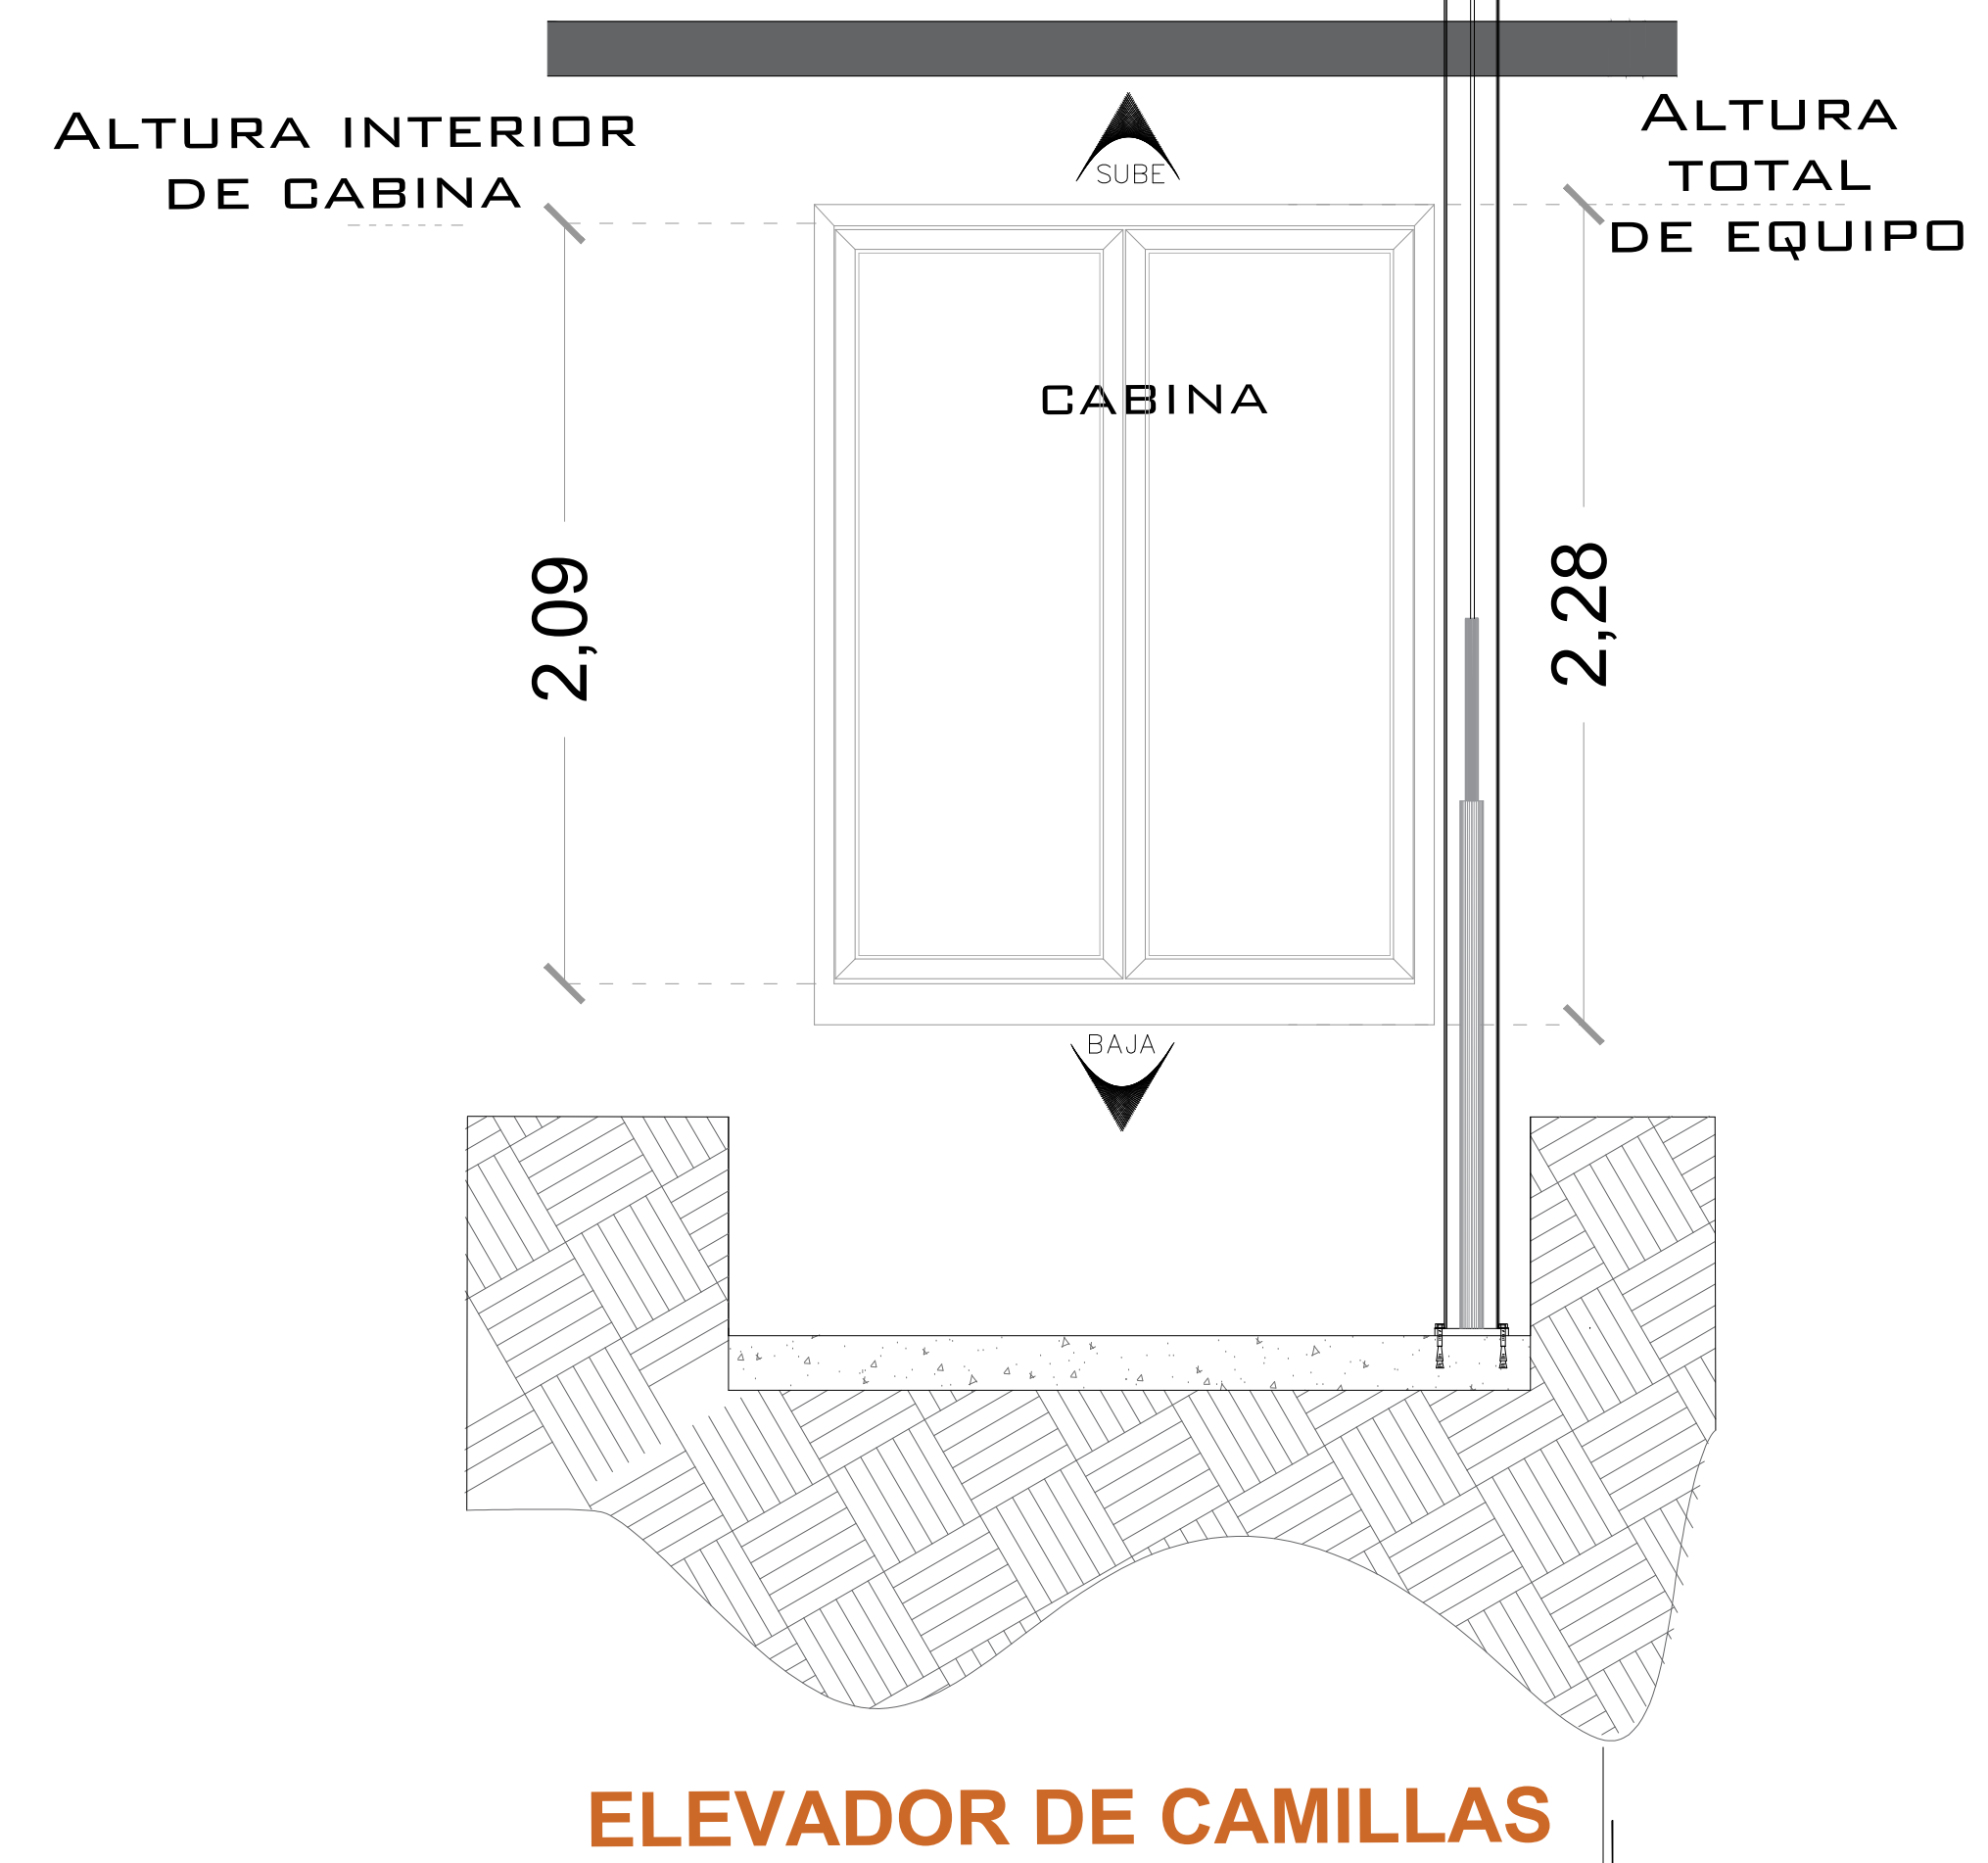 ALTURA INTERIOR
DE CABINA
SUBE
ALTURA
TOTAL
DE EQUIPO
CABINA
2,09
2,28
BAJA
ELEVADOR DE CAMILLAS